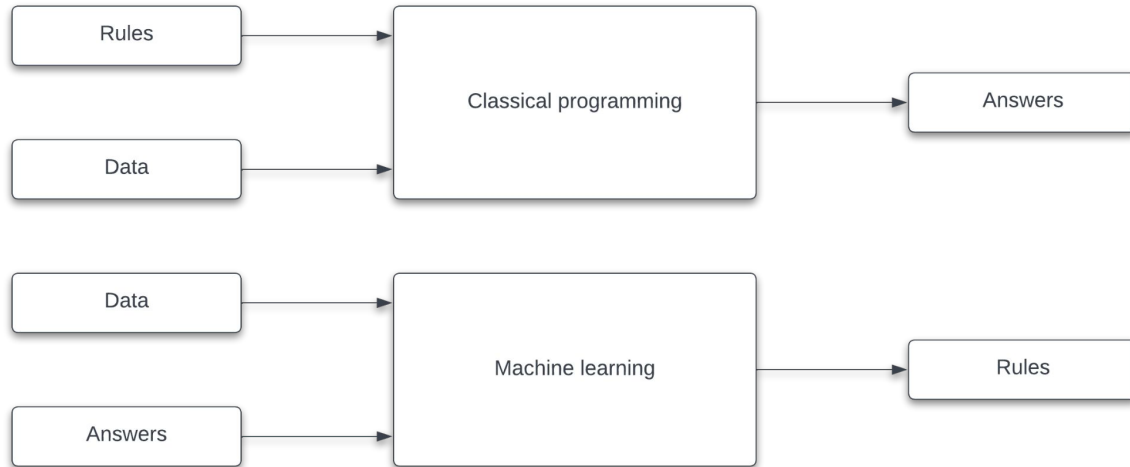 Rules
Data
Classical programming
Answers
Data
Answers
Machine learning
Rules